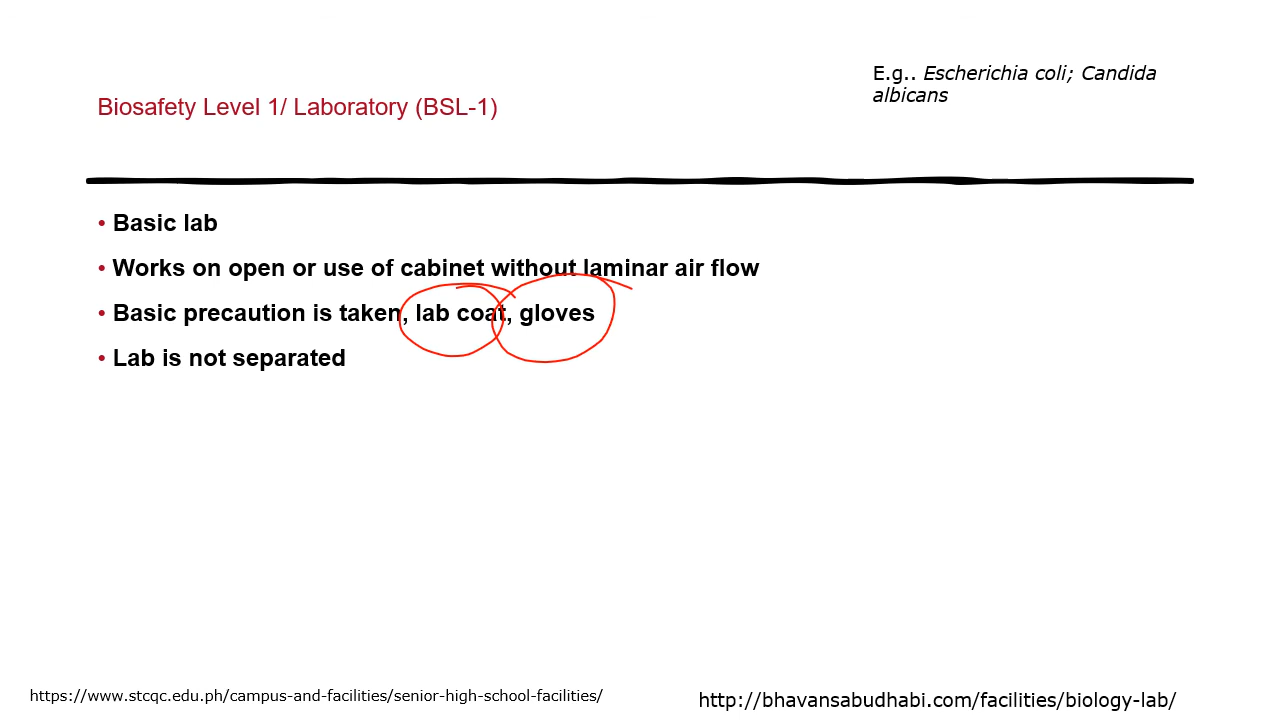 E.g.. Escherichia coli; Candida
albicans
Biosafety Level 1/ Laboratory (BSL-1)
• Basic lab
• Works on open or use of cabinet without laminar air flow
• Basic precaution is taken, lab coat, gloves
• Lab is not separated
https://www.stcqc.edu.ph/campus-and-facilities/senior-high-school-facilities/
http://bhavansabudhabi.com/facilities/biology-lab/